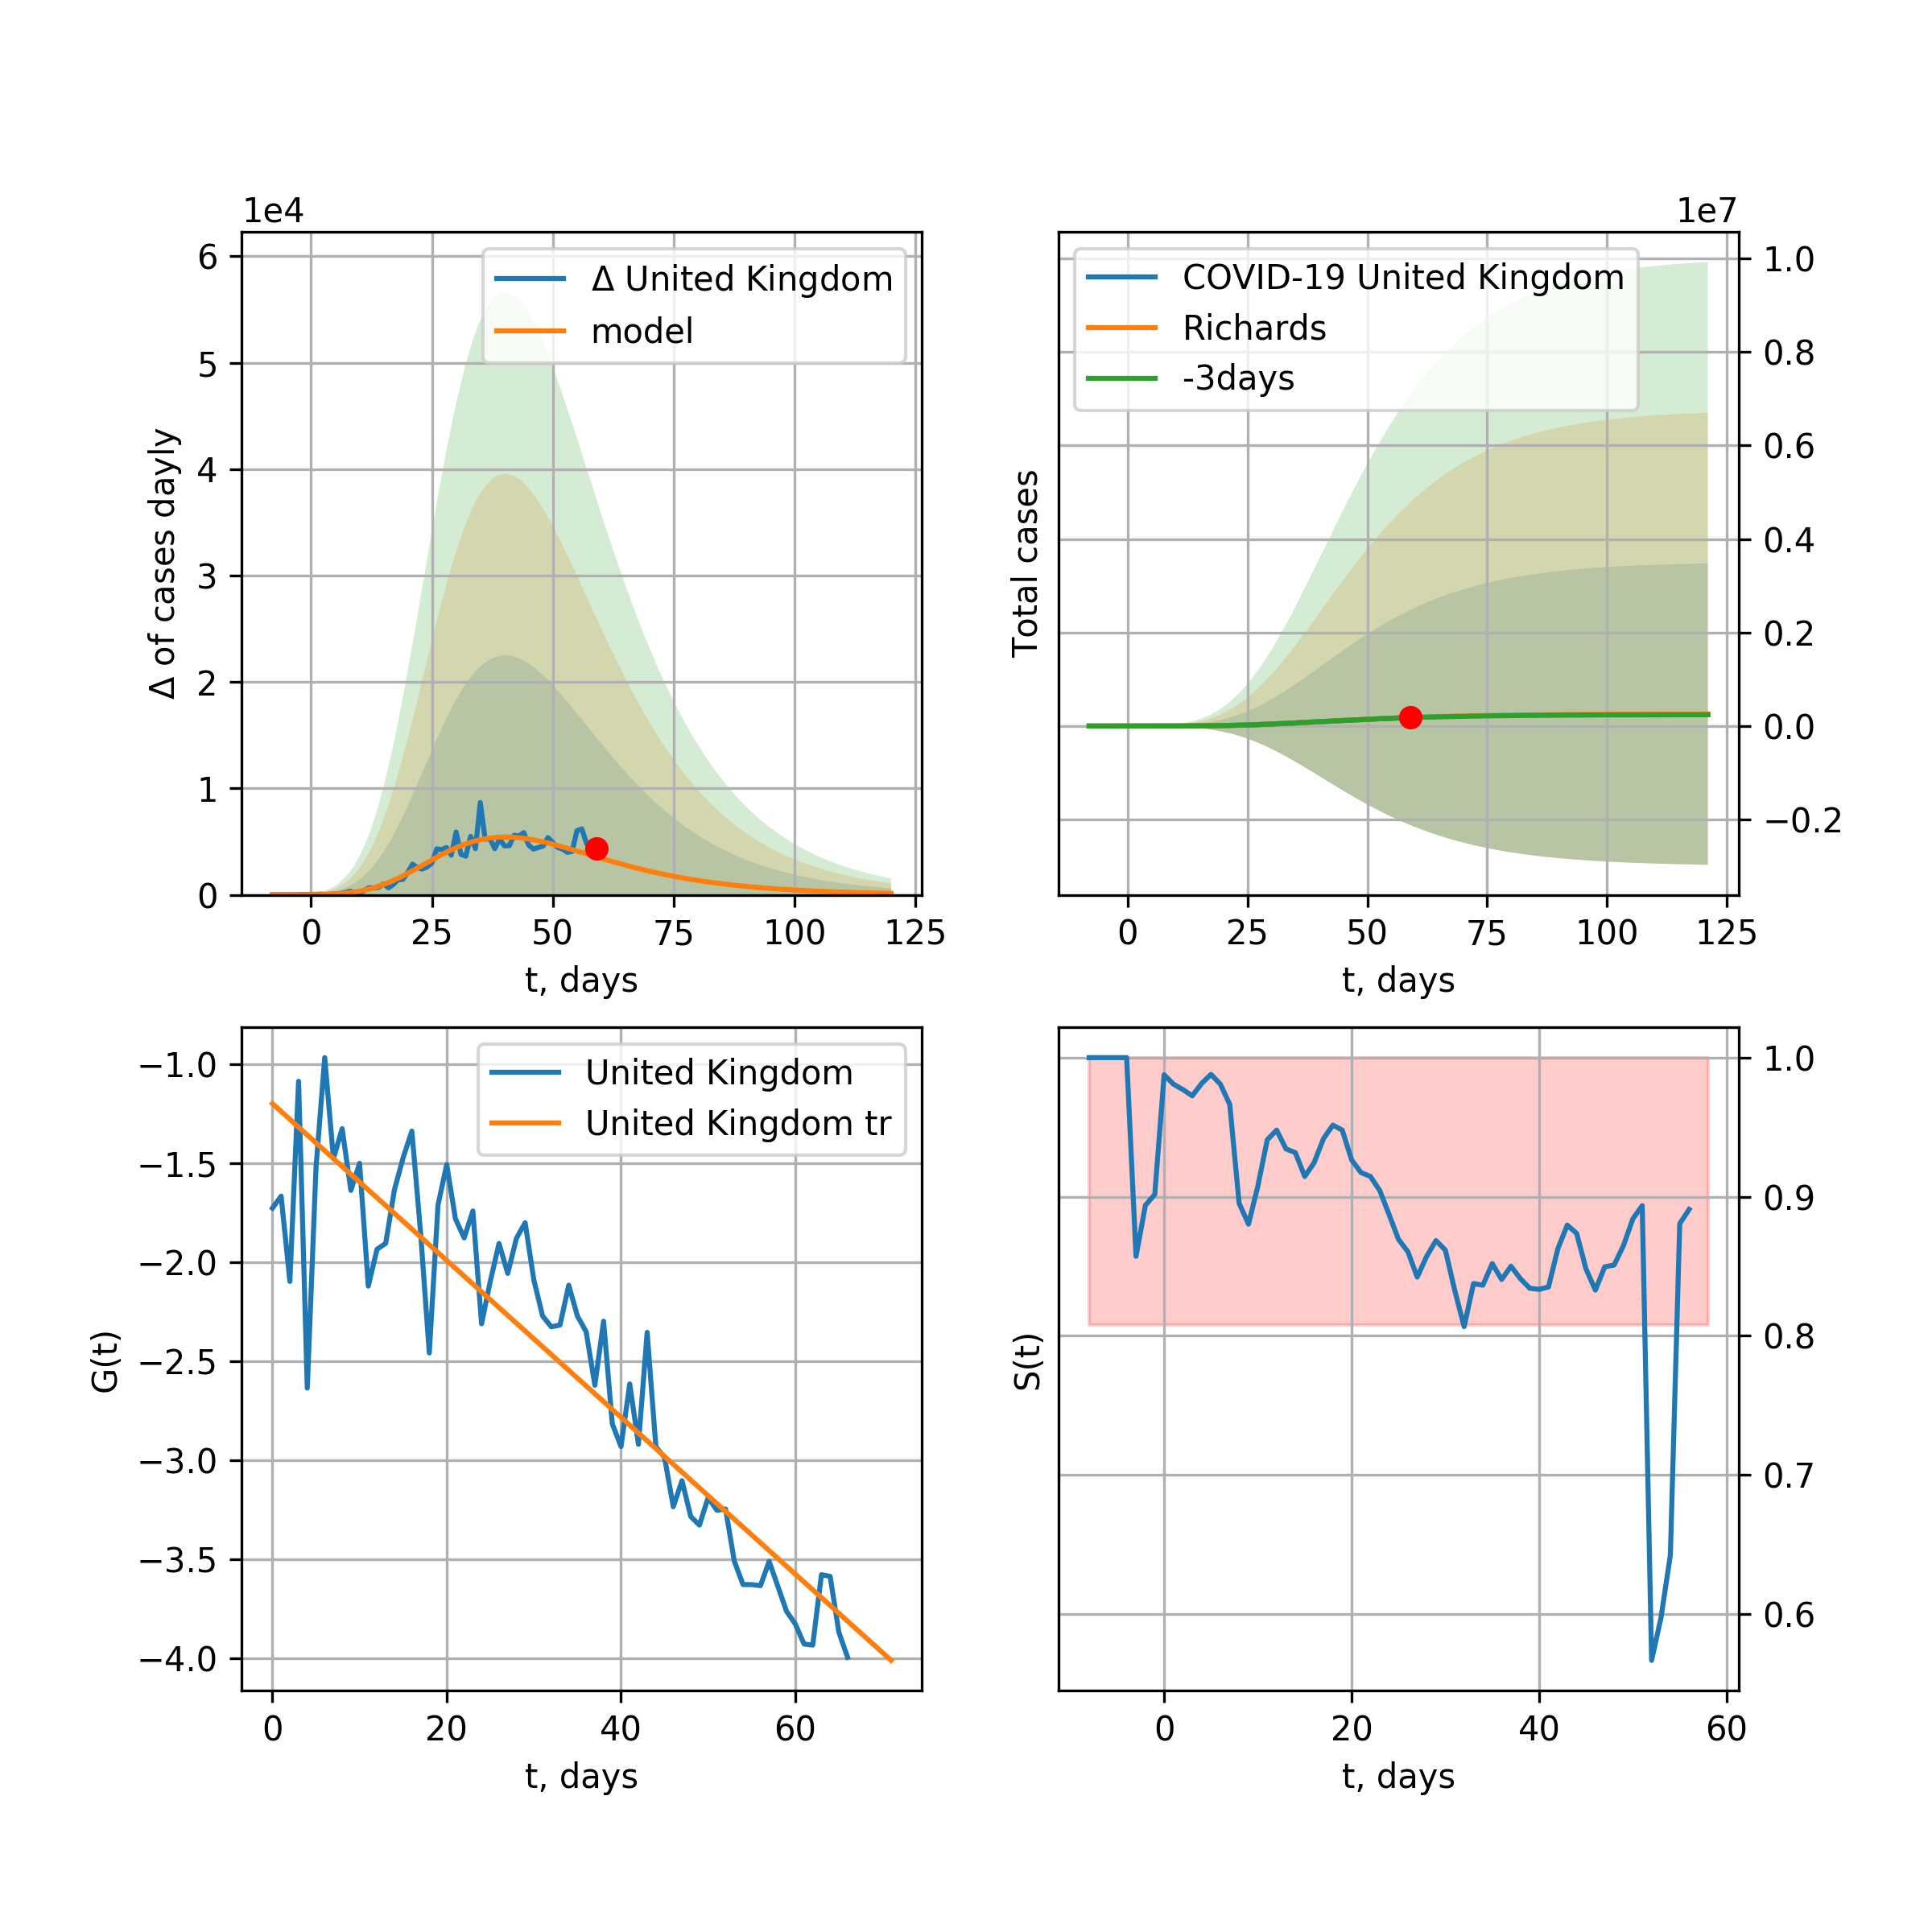 1e4
6
5
4
3
2
1
0
Δ of cases dayly
Δ United Kingdom
model
0 25 50 75 100 125
t, days
1e7
COVID-19 United Kingdom
Richards
-3days
Total cases
1.0
0.8
0.6
0.4
0.2
0.0
−0.2
0 25 50 75 100 125
t, days
−1.0
−1.5
−2.0
−2.5
−3.0
−3.5
−4.0
G(t)
United Kingdom
United Kingdom tr
0 20 40 60
t, days
S(t)
1.0
0.9
0.8
0.7
0.6
0 20 40 60
t, days